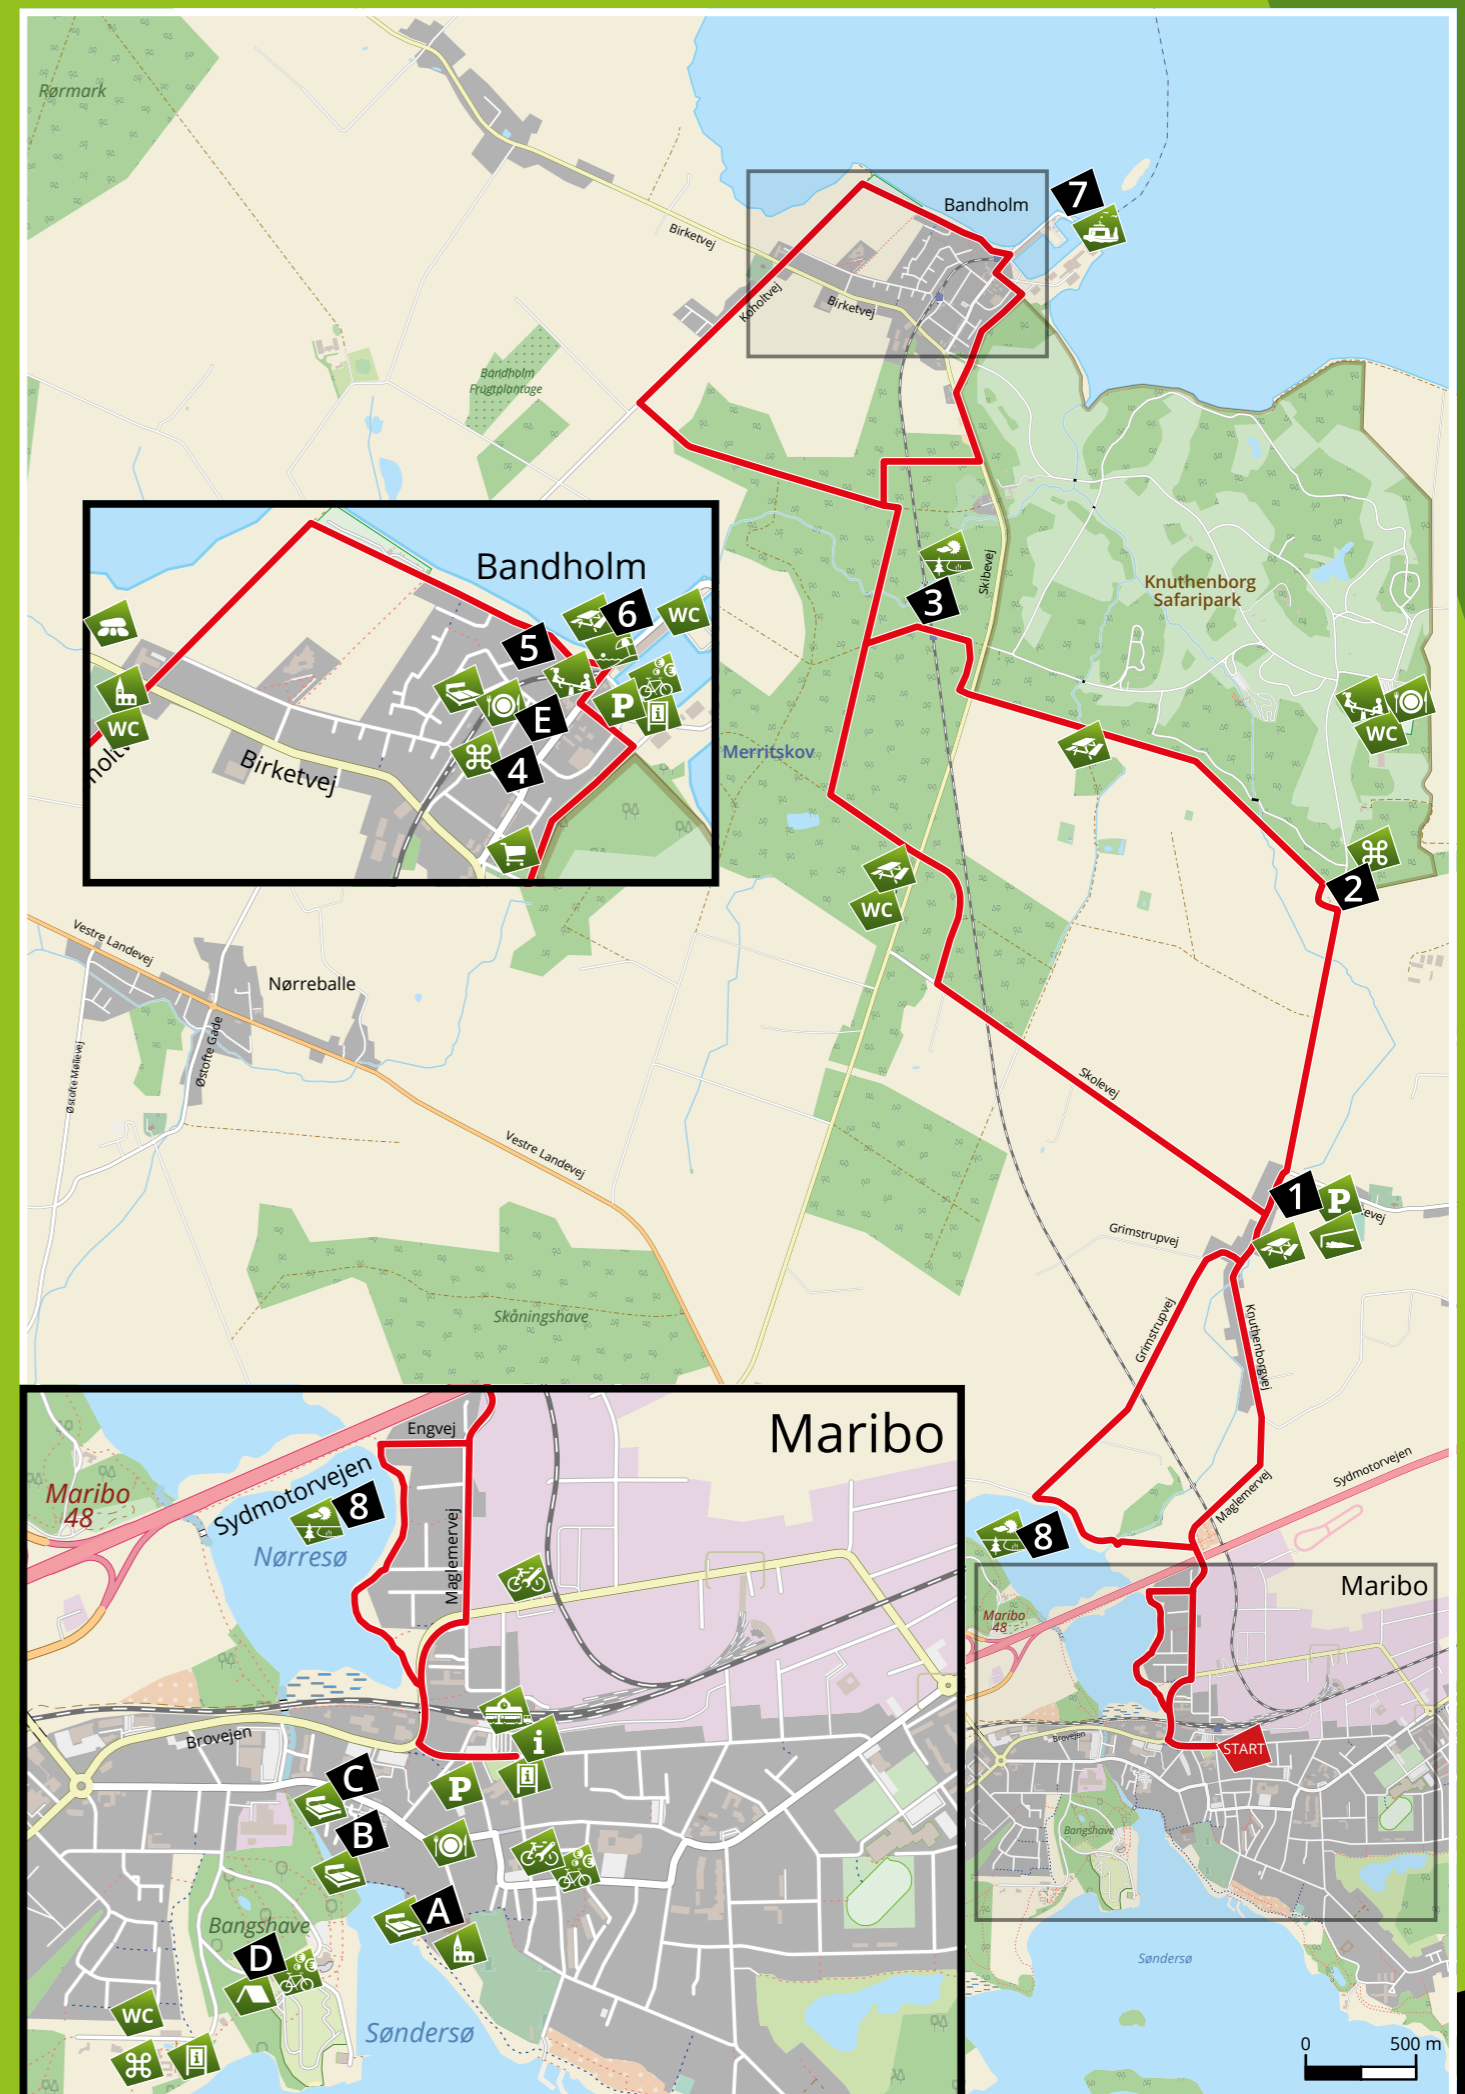 Rørmark
Bandholm
7
Birketvej
Birketvej
Koholtvej
Bandholm
Frugtplantage
Skibevej
3
Knuthenborg
Safaripark
Bandholm
6
WC
5
WC
E
P
i
4
Birketvej
Merritskov
WC
2
WC
Vestre Landevej
Nørreballe
Østofte Gade
Østofte Møllevej
Vestre Landevej
Skolevej
1
P
Grimstrupvej
Skåningshave
Grimstrupvej
Knuthenborgvej
Maribo
Engvej
Sydmotorvejen
Maribo
48
8
Nørresø
Maglemervej
Brovejen
i
i
P
C
B
A
Bangshave
D
WC
i
Søndersø
Sydmotorvejen
Maglemervej
8
Maribo
Maribo
48
Brovejen
START
Bangshave
Søndersø
0
500 m